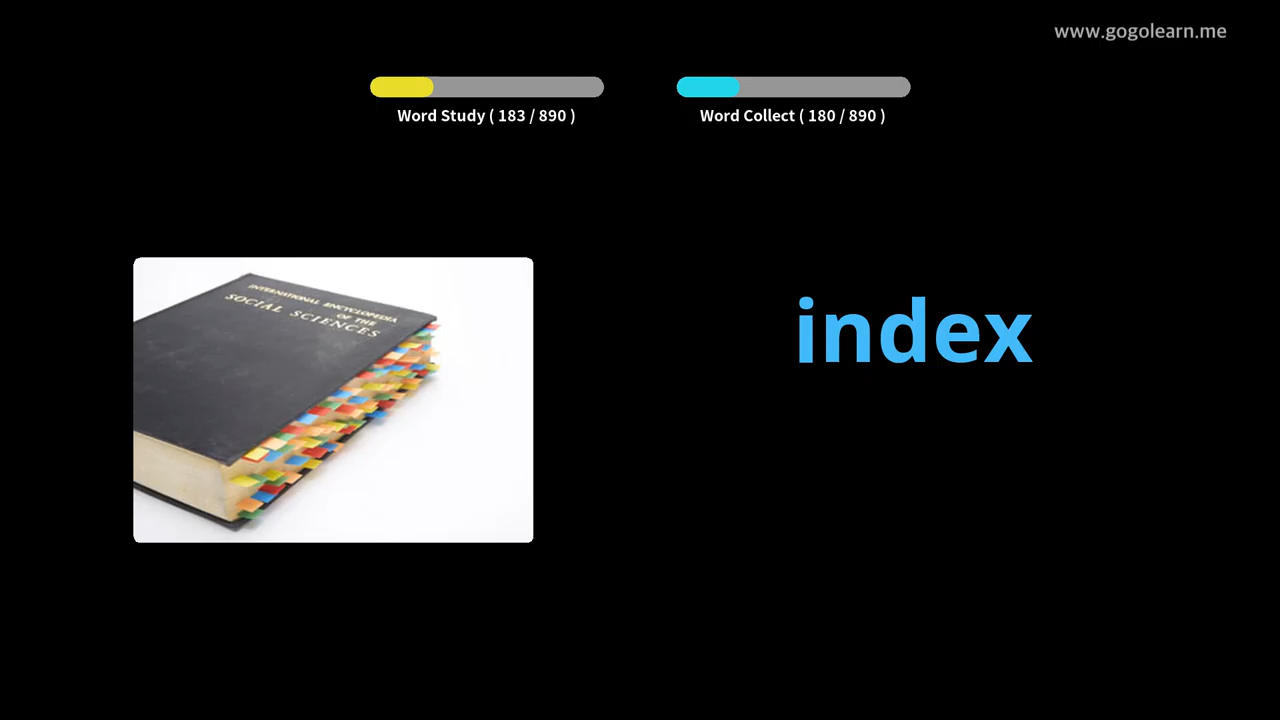 www.gogolearn.me
Word Study ( 183 / 890 )
Word Collect ( 180 / 890 )
INTERNATIONAL ENCYCLOPEDIA
OF THE
SOCIAL SCIENCES
index